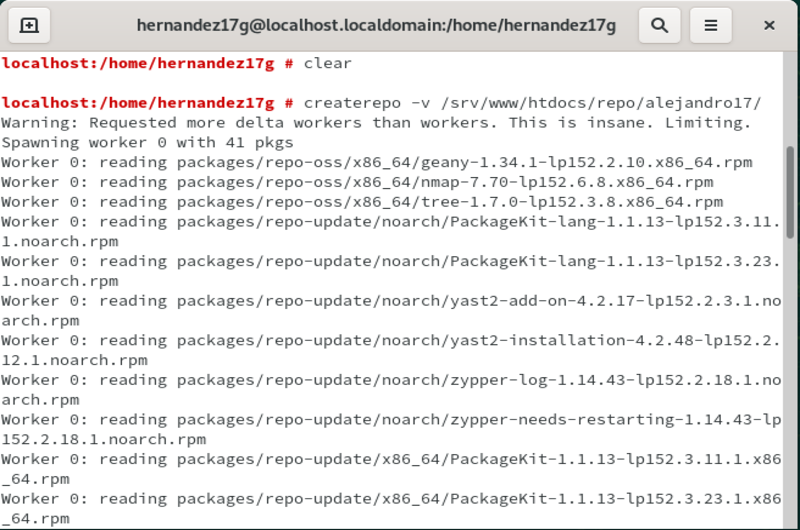 hernandez17g@localhost.localdomain:/home/hernandez17g
localhost:/home/hernandez17g # clear
localhost:/home/hernandez17g # createrepo -v /srv/www/htdocs/repo/alejandro17/
Warning: Requested more delta workers than workers. This is insane. Limiting.
Spawning worker 0 with 41 pkgs
Worker 0: reading packages/repo-oss/x86_64/geany-1.34.1-lp152.2.10.x86_64.rpm
Worker 0: reading packages/repo-oss/x86_64/nmap-7.70-lp152.6.8.x86_64.rpm
Worker 0: reading packages/repo-oss/x86_64/tree-1.7.0-lp152.3.8.x86_64.rpm
Worker 0: reading packages/repo-update/noarch/PackageKit-lang-1.1.13-lp152.3.11.
1.noarch.rpm
Worker 0: reading packages/repo-update/noarch/PackageKit-lang-1.1.13-lp152.3.23.
1.noarch.rpm
Worker 0: reading packages/repo-update/noarch/yast2-add-on-4.2.17-lp152.2.3.1.no
arch.rpm
Worker 0: reading packages/repo-update/noarch/yast2-installation-4.2.48-lp152.2.
12.1.noarch.rpm
Worker 0: reading packages/repo-update/noarch/zypper-log-1.14.43-lp152.2.18.1.no
arch.rpm
Worker 0: reading packages/repo-update/noarch/zypper-needs-restarting-1.14.43-lp
152.2.18.1.noarch.rpm
Worker 0: reading packages/repo-update/x86_64/PackageKit-1.1.13-lp152.3.11.1.x86
_64.rpm
Worker 0: reading packages/repo-update/x86_64/PackageKit-1.1.13-lp152.3.23.1.x86
_64.rpm